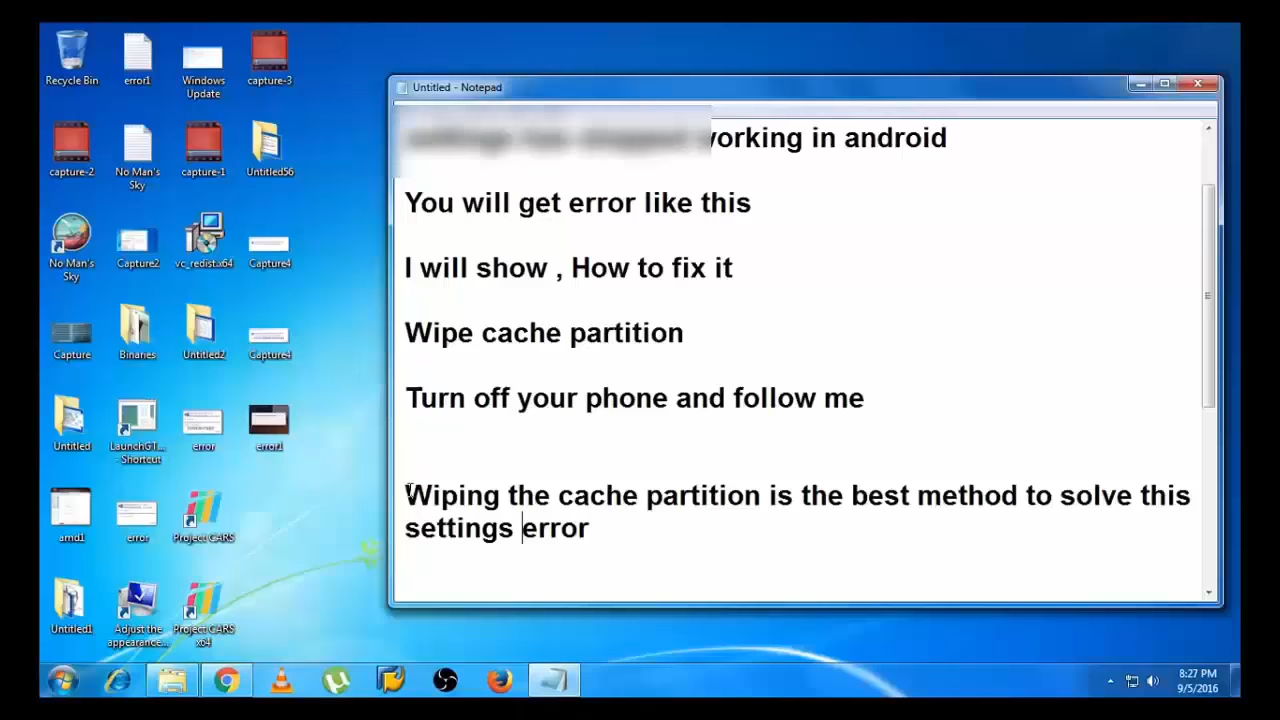 Recycle Bin
error1
Windows
Update
capture-3
capture-2
No Man's
Sky
capture-1
Untitled56
No Man's
Sky
Capture2
vc_redist.x64
Capture4
Capture
Binaries
Untitled2
Capture4
Untitled
LaunchGT...
- Shortcut
error
error1
amd1
error
Project CARS
Untitled1
Adjust the
appearance...
Project CARS
x64
Untitled - Notepad
working in android
You will get error like this
I will show , How to fix it
Wipe cache partition
Turn off your phone and follow me
Wiping the cache partition is the best method to solve this
settings error
8:27 PM
9/5/2016